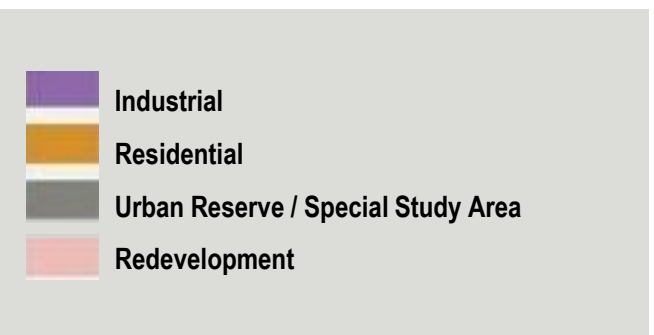 Industrial
Residential
Urban Reserve / Special Study Area
Redevelopment